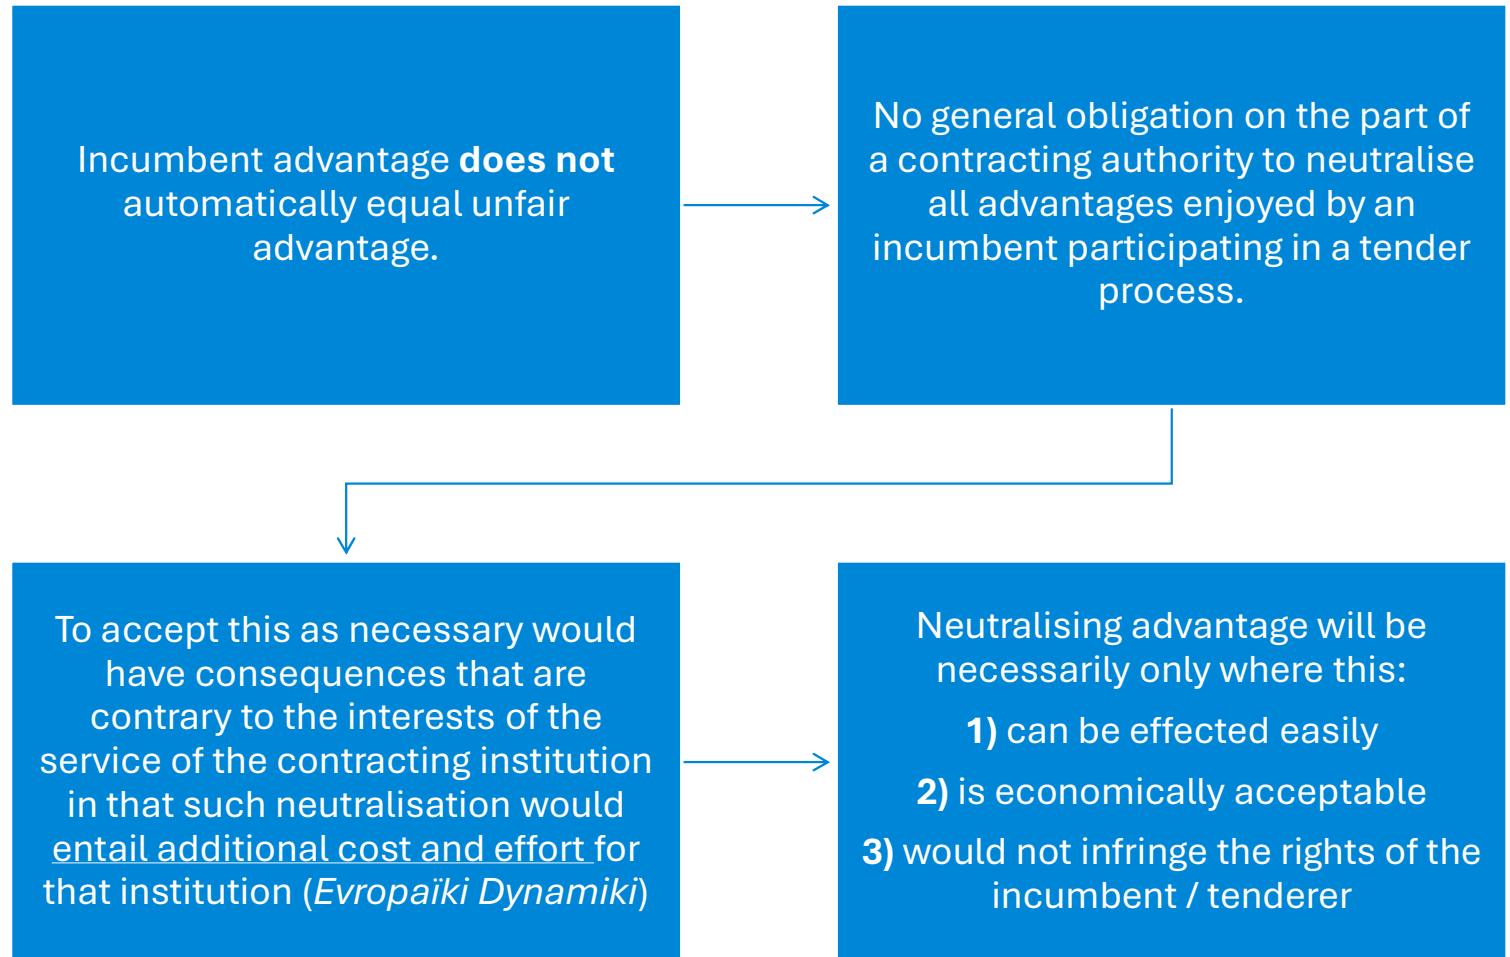 Incumbent advantage does not
automatically equal unfair
advantage.
No general obligation on the part of
a contracting authority to neutralise
all advantages enjoyed by an
incumbent participating in a tender
process.
To accept this as necessary would
have consequences that are
contrary to the interests of the
service of the contracting institution
in that such neutralisation would
entail additional cost and effort for
that institution (Evropaïki Dynamiki)
Neutralising advantage will be
necessarily only where this:
1) can be effected easily
2) is economically acceptable
3) would not infringe the rights of the
incumbent / tenderer